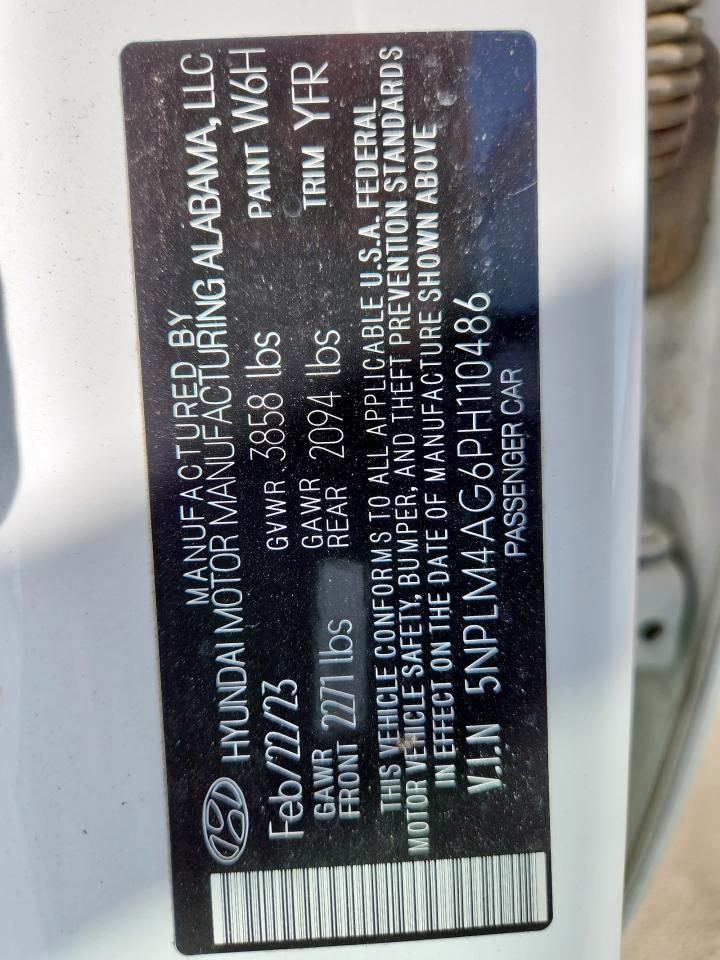 MANUFACTURED BY
HYUNDAI MOTOR MANUFACTURING ALABAMA, LLC
Feb/22/23 GVWR 3858 lbs PAINT W6H
GAWR FRONT 2271 lbs GAWR REAR 2094 lbs TRIM YFR
THIS VEHICLE CONFORMS TO ALL APPLICABLE U.S.A. FEDERAL
MOTOR VEHICLE SAFETY, BUMPER, AND THEFT PREVENTION STANDARDS
IN EFFECT ON THE DATE OF MANUFACTURE SHOWN ABOVE
V.I.N 5NPLM4AG6PH110486
PASSENGER CAR